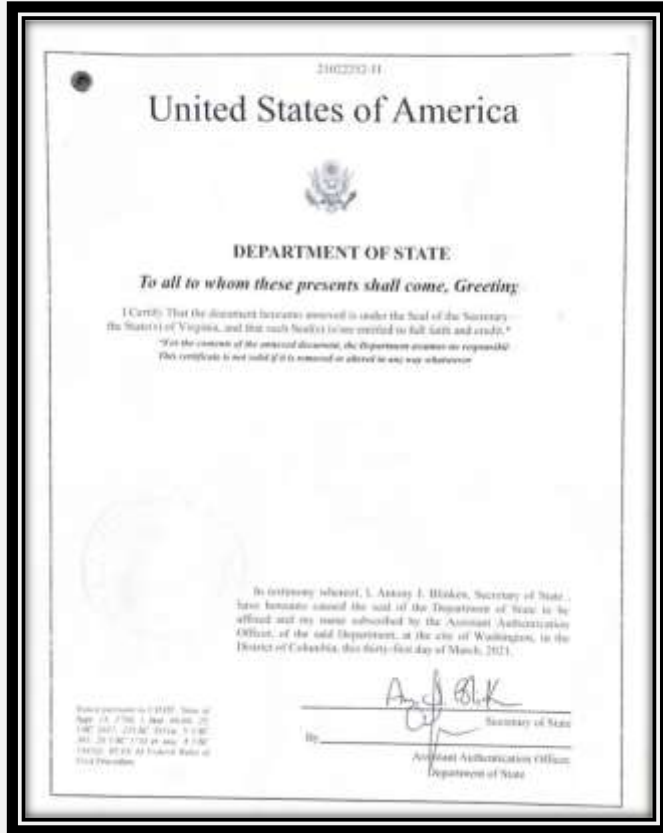 21022252-11
United States of America
DEPARTMENT OF STATE
To all to whom these presents shall come, Greeting
I Certify That the document hereunto annexed is under the Seal of the Secretary
the State(s) of Virginia, and that such Seal(s) is/are entitled to full faith and credit.*
*For the contents of the annexed document, the Department assumes no responsibility
This certificate is not valid if it is removed or altered in any way whatsoever
In testimony whereof, I, Antony J. Blinken, Secretary of State,
have hereunto caused the seal of the Department of State to be
affixed and my name subscribed by the Assistant Authentication
Officer, of the said Department, at the city of Washington, in the
District of Columbia, this thirty-first day of March, 2021.
Secretary of State
By
Assistant Authentication Officer
Department of State